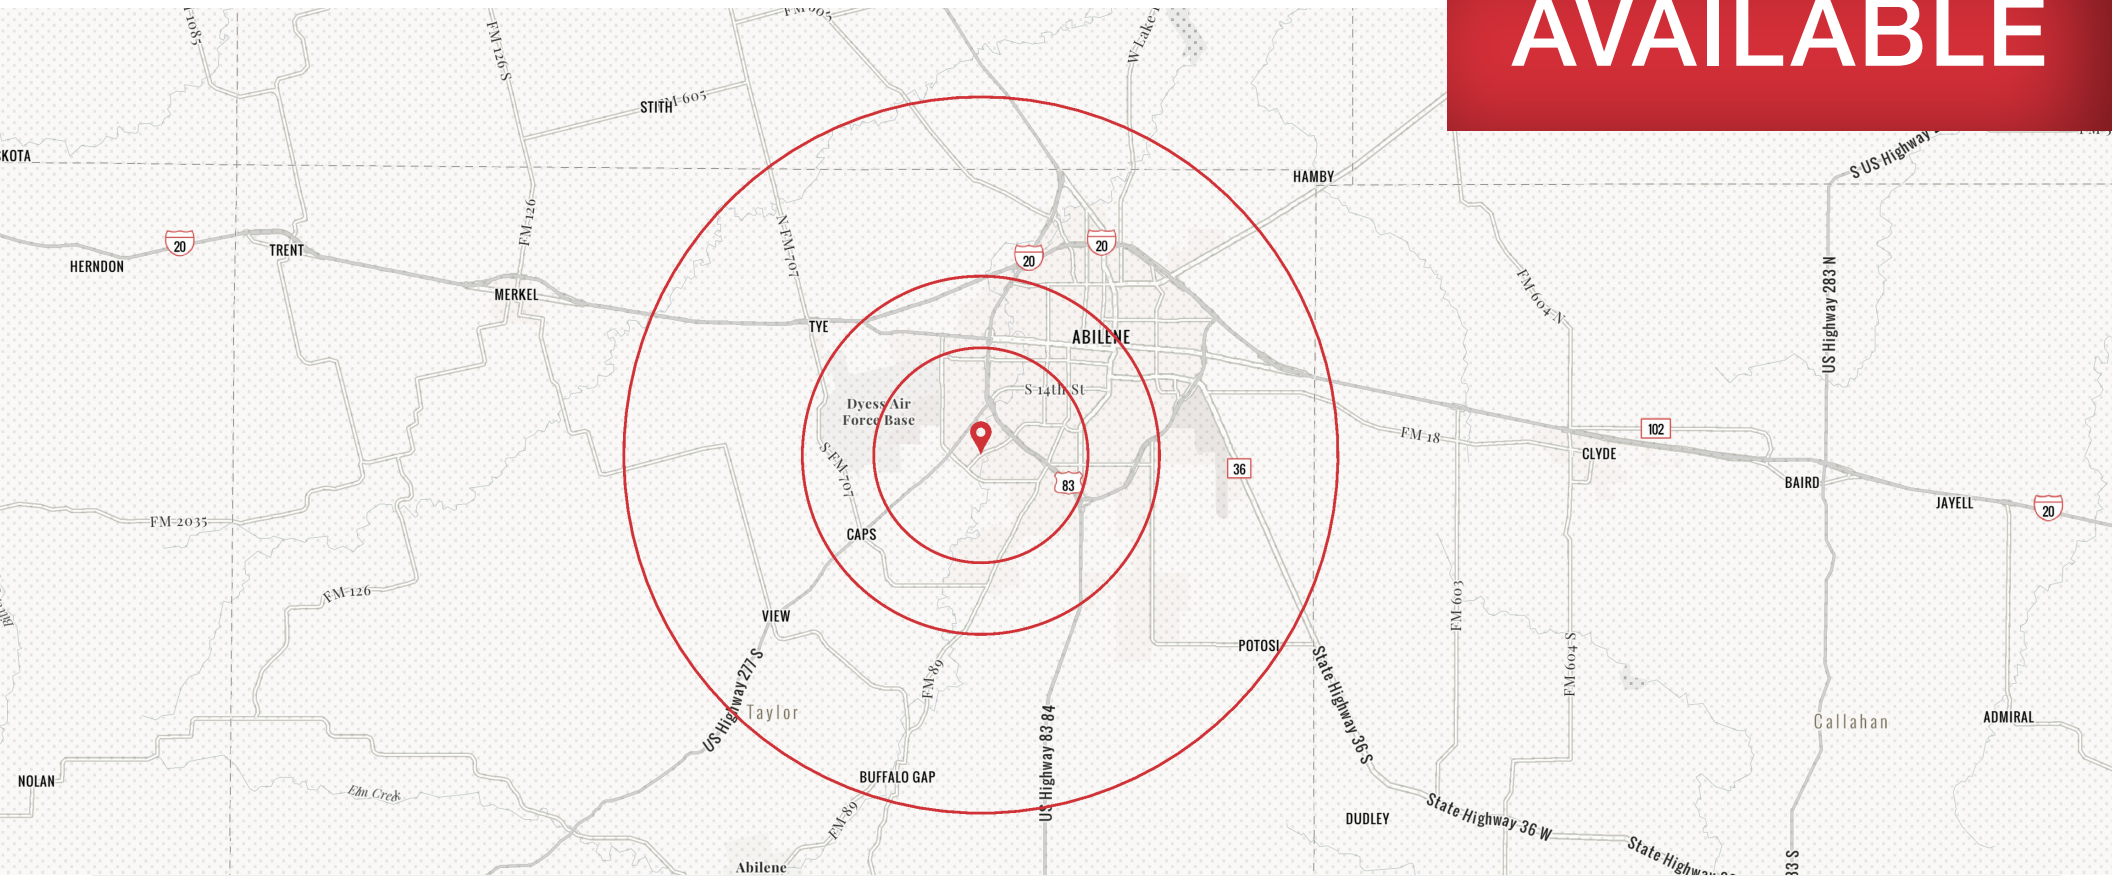 AVAILABLE
FM 126 S
STITH
FM 605
SKOTA
HAMBY
S US Highway
FM 126
N FM 707
20
20
20
TRENT
HERNDON
MERKEL
TYE
ABILENE
FM 604 N
US Highway 283 N
S 14th St
Dyess Air
Force Base
FM 18
102
CLYDE
36
83
BAIRD
JAYELL
20
S FM 707
FM 2035
CAPS
FM 126
VIEW
FM 603
FM 604 S
POTOSI
US Highway 277 S
Taylor
FM 89
State Highway 36 S
Callahan
ADMIRAL
US Highway 83 84
NOLAN
Elm Creek
BUFFALO GAP
FM 89
DUDLEY
State Highway 36 W
State Highway
Abilene
83 S